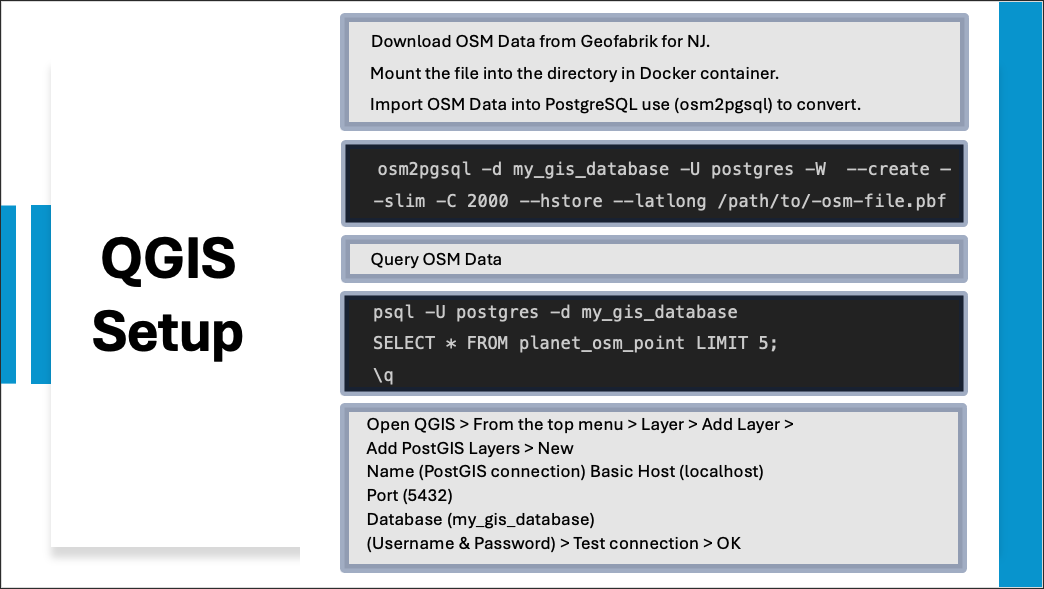 QGIS
Setup
Download OSM Data from Geofabrik for NJ.
Mount the file into the directory in Docker container.
Import OSM Data into PostgreSQL use (osm2pgsql) to convert.
osm2pgsql -d my_gis_database -U postgres -W  --create -
-slim -C 2000 --hstore --latlong /path/to/-osm-file.pbf
Query OSM Data
psql -U postgres -d my_gis_database
SELECT * FROM planet_osm_point LIMIT 5;
\q
Open QGIS > From the top menu > Layer > Add Layer >
Add PostGIS Layers > New
Name (PostGIS connection) Basic Host (localhost)
Port (5432)
Database (my_gis_database)
(Username & Password) > Test connection > OK